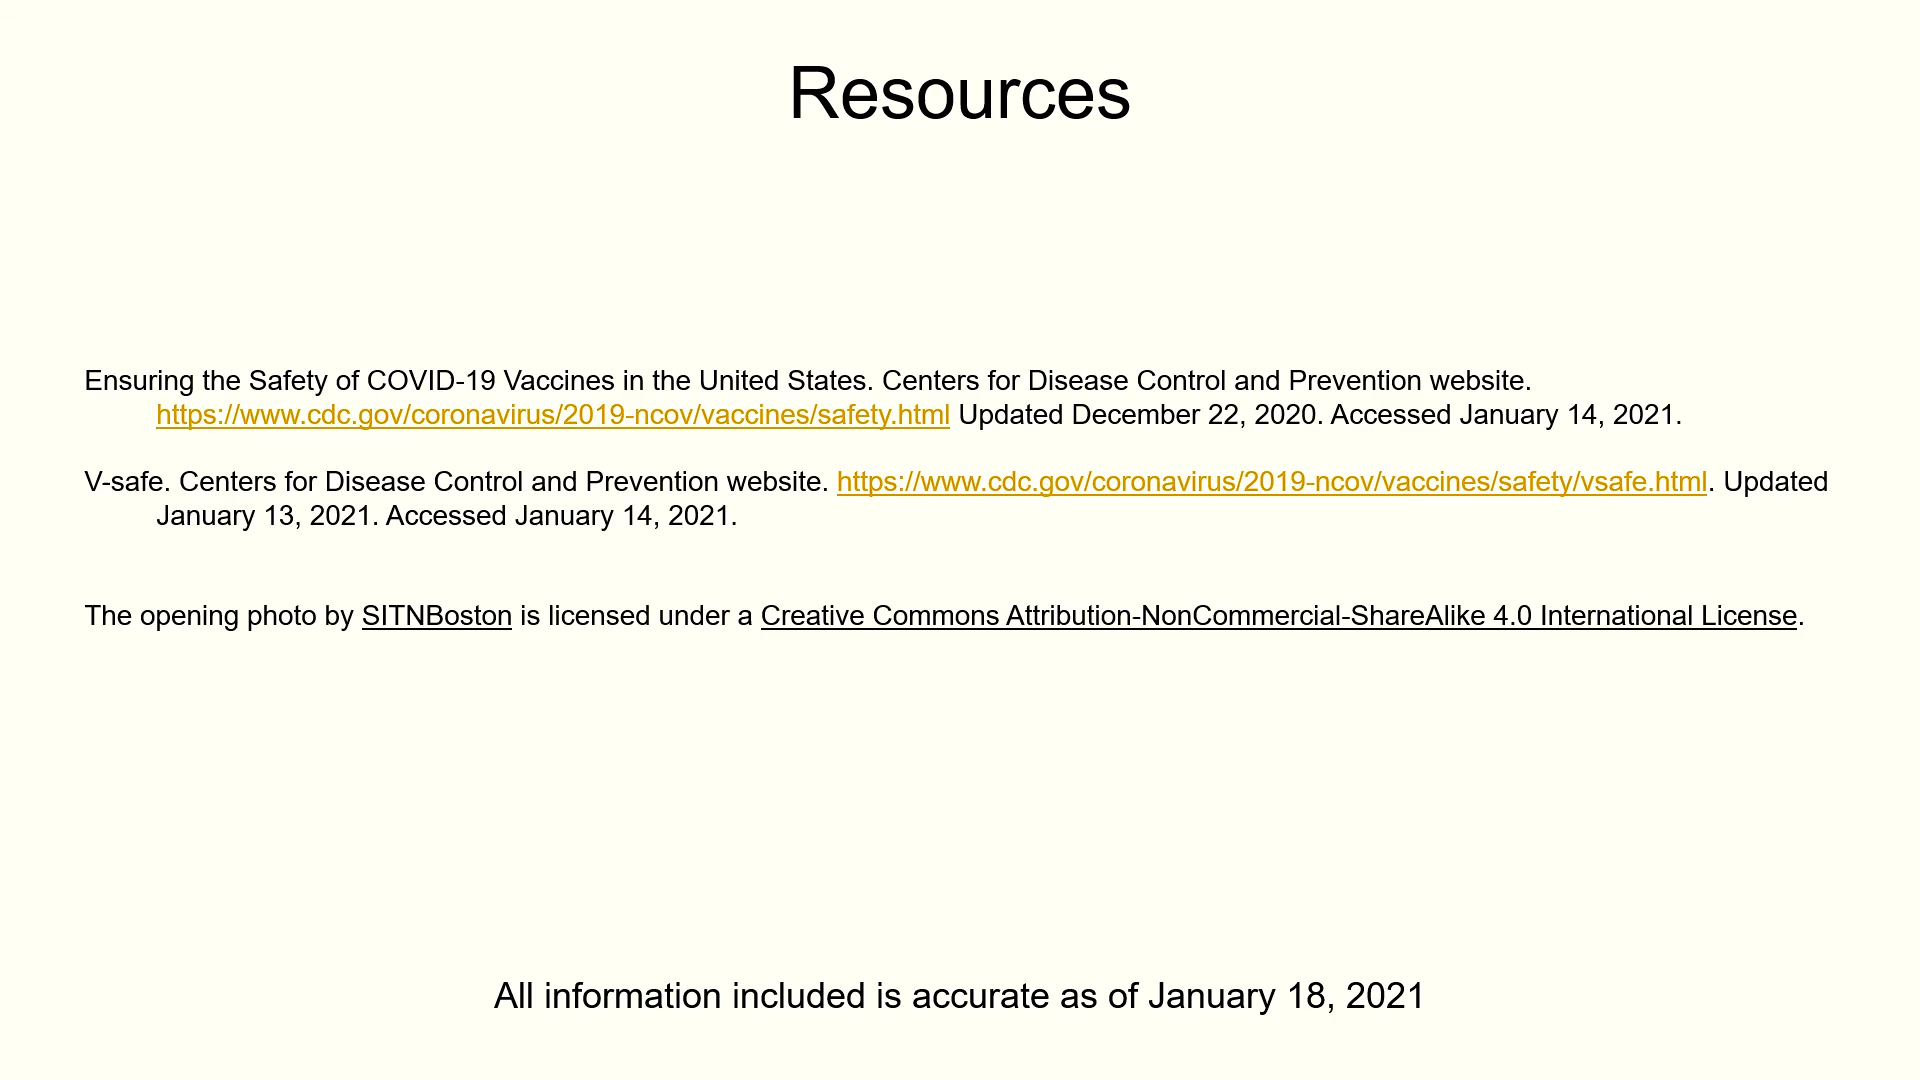 Resources
Ensuring the Safety of COVID-19 Vaccines in the United States. Centers for Disease Control and Prevention website.
https://www.cdc.gov/coronavirus/2019-ncov/vaccines/safety.html Updated December 22, 2020. Accessed January 14, 2021.
V-safe. Centers for Disease Control and Prevention website. https://www.cdc.gov/coronavirus/2019-ncov/vaccines/safety/vsafe.html. Updated
January 13, 2021. Accessed January 14, 2021.
The opening photo by SITNBoston is licensed under a Creative Commons Attribution-NonCommercial-ShareAlike 4.0 International License.
All information included is accurate as of January 18, 2021